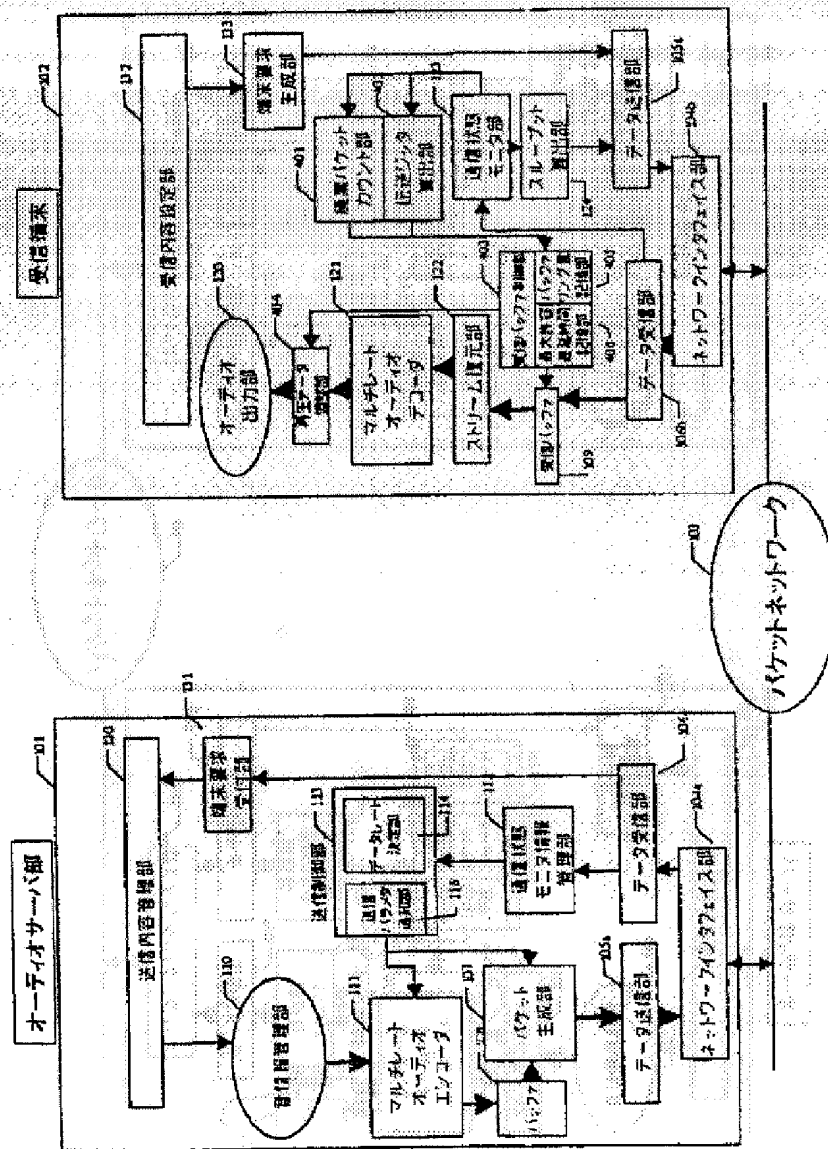 オーディオサーバ部
101
130
送信内容管理部
131
端末要求
受付部
110
音信号管理部
111
マルチレート
オーディオ
エンコーダ
バッファ
107
パケット
生成部
113
送信制御部
114
データレート
決定部
送信
パラメタ
115
112
通信状態
モニタ情報
管理部
105a
データ送信部
データ受信部
104a
ネットワークインタフェイス部
103
パケットネットワーク
受信端末
102
132
受信内容設定部
133
端末要求
生成部
120
オーディオ
出力部
404
再生データ
121
マルチレート
オーディオ
デコーダ
122
ストリーム復元部
受信バッファ
109
402
受信バッファ制御部
最大許容
遅延時間
記憶部
バッファ
リング量
記憶部
403
401
廃棄パケット
カウント部
伝送ジッタ
算出部
123
通信状態
モニタ部
スループット
算出部
124
データ受信部
106b
データ送信部
104b
ネットワークインタフェイス部